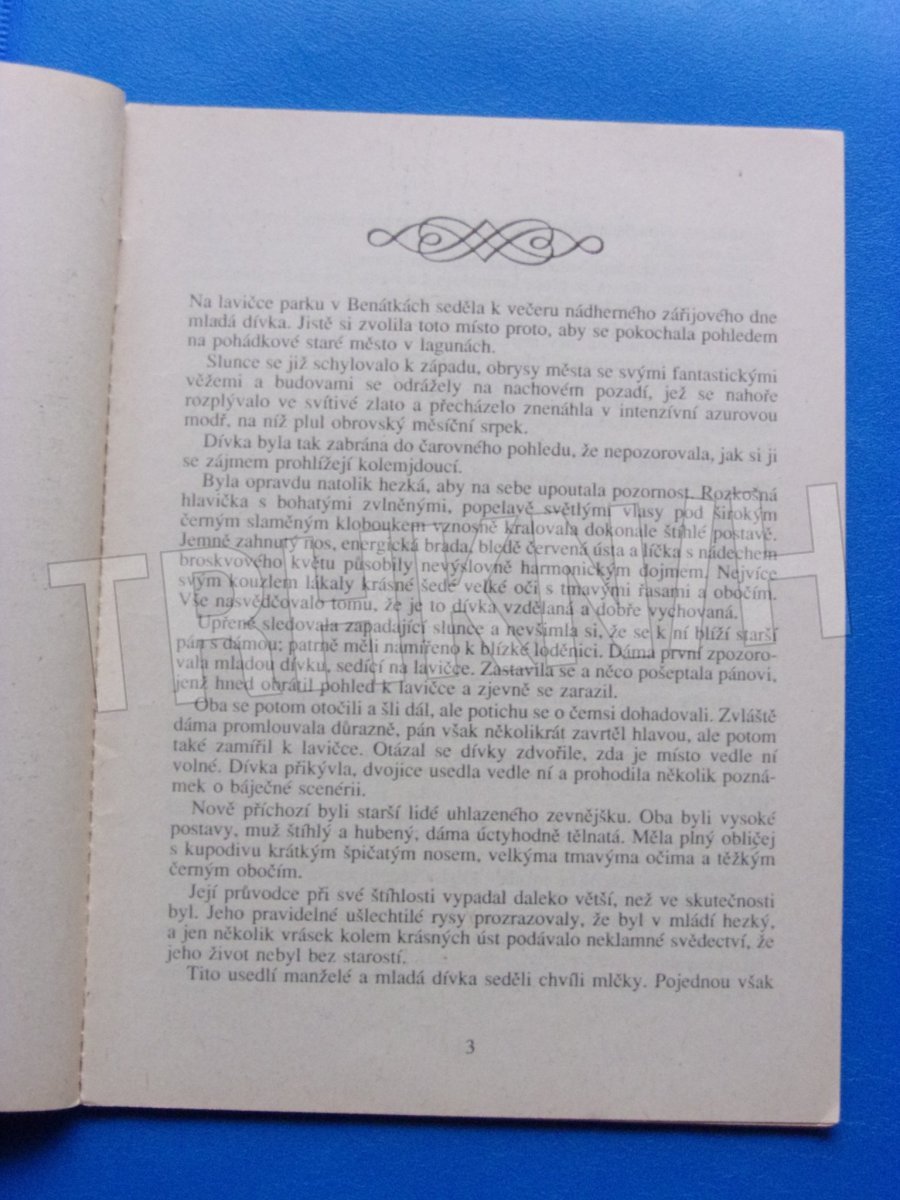 Na lavičce parku v Benátkách seděla k večeru nádherného zářijového dne
mladá dívka. Jistě si zvolila toto místo proto, aby se pokochala pohledem
na pohádkové staré město v lagunách.
Slunce se již schylovalo k západu, obrysy města se svými fantastickými
věžemi a budovami se odrážely na nachovém pozadí, jež se nahoře
rozplývalo ve svítivé zlato a přecházelo znenáhla v intenzívní azurovou
modř, na níž plul obrovský měsíční srpek.
Dívka byla tak zabrána do čarovného pohledu, že nepozorovala, jak si ji
se zájmem prohlížejí kolemjdoucí.
Byla opravdu natolik hezká, aby na sebe upoutala pozornost. Rozkošná
hlavička s bohatými zvlněnými, popelavě světlými vlasy pod širokým
černým slaměným kloboukem vznosně kralovala dokonale štíhlé postavě.
Jemně zahnutý nos, energická brada, bledě červená ústa a líčka s nádechem
broskvového květu působily nevýslovně harmonickým dojmem. Nejvíce
svým kouzlem lákaly krásné šedé velké oči s tmavými řasami a obočím.
Vše nasvědčovalo tomu, že je to dívka vzdělaná a dobře vychovaná.
Upřeně sledovala zapadající slunce a nevšimla si, že se k ní blíží starší
pán s dámou; patrně měli namířeno k blízké loděnici. Dáma první zpozoro-
vala mladou dívku, sedící na lavičce. Zastavila se a něco pošeptala pánovi,
jenž hned obrátil pohled k lavičce a zjevně se zarazil.
Oba se potom otočili a šli dál, ale potichu se o čemsi dohadovali. Zvláště
dáma promlouvala důrazně, pán však několikrát zavrtěl hlavou, ale potom
také zamířil k lavičce. Otázal se dívky zdvořile, zda je místo vedle ní
volné. Dívka přikývla, dvojice usedla vedle ní a prohodila několik pozná-
mek o báječné scenérii.
Nově příchozí byli starší lidé uhlazeného zevnějšku. Oba byli vysoké
postavy, muž štíhlý a hubený, dáma úctyhodně tělnatá. Měla plný obličej
s kupodivu krátkým špičatým nosem, velkýma tmavýma očima a těžkým
černým obočím.
Její průvodce při své štíhlosti vypadal daleko větší, než ve skutečnosti
byl. Jeho pravidelné ušlechtilé rysy prozrazovaly, že byl v mládí hezký,
a jen několik vrásek kolem krásných úst podávalo neklamné svědectví, že
jeho život nebyl bez starostí.
Tito usedlí manželé a mladá dívka seděli chvíli mlčky. Pojednou však
3